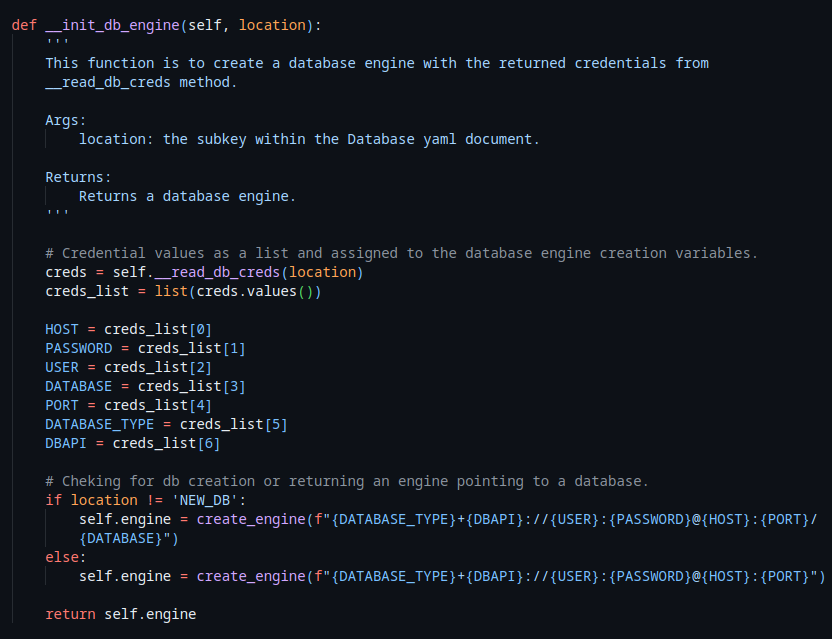 def __init_db_engine(self, location):
    '''
    This function is to create a database engine with the returned credentials from
    __read_db_creds method.

    Args:
        location: the subkey within the Database yaml document.

    Returns:
        Returns a database engine.
    '''

    # Credential values as a list and assigned to the database engine creation variables.
    creds = self.__read_db_creds(location)
    creds_list = list(creds.values())

    HOST = creds_list[0]
    PASSWORD = creds_list[1]
    USER = creds_list[2]
    DATABASE = creds_list[3]
    PORT = creds_list[4]
    DATABASE_TYPE = creds_list[5]
    DBAPI = creds_list[6]

    # Cheking for db creation or returning an engine pointing to a database.
    if location != 'NEW_DB':
        self.engine = create_engine(f"{DATABASE_TYPE}+{DBAPI}://{USER}:{PASSWORD}@{HOST}:{PORT}/
        {DATABASE}")
    else:
        self.engine = create_engine(f"{DATABASE_TYPE}+{DBAPI}://{USER}:{PASSWORD}@{HOST}:{PORT}")

    return self.engine